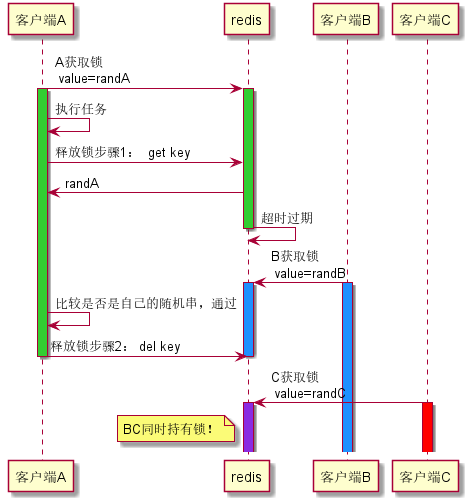 客户端A redis 客户端B 客户端C
A获取锁
value=randA
执行任务
释放锁步骤1： get key
randA
超时过期
B获取锁
value=randB
比较是否是自己的随机串，通过
释放锁步骤2： del key
C获取锁
value=randC
BC同时持有锁！
客户端A redis 客户端B 客户端C